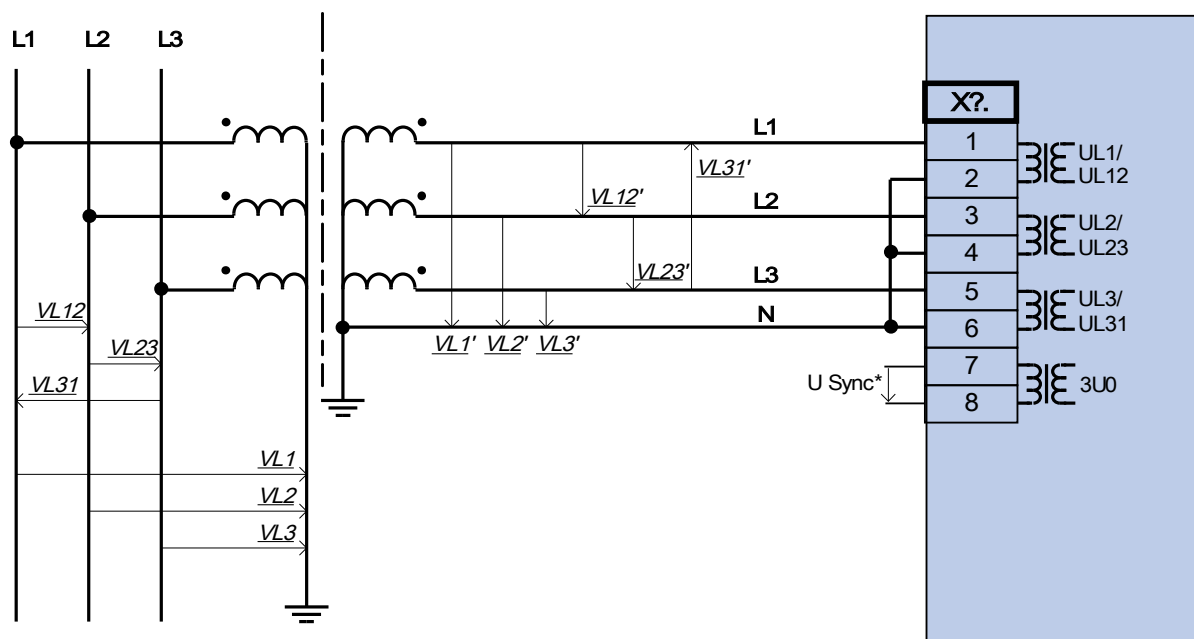 L1 L2 L3
X?.
L1
1
UL1/
VL31'
2
UL12
VL12'
L2
3
UL2/
4
UL23
VL23'
L3
5
UL3/
VL12
N
6
UL31
VL23
VL1' VL2' VL3'
7
VL31
U Sync*
3U0
8
VL1
VL2
VL3